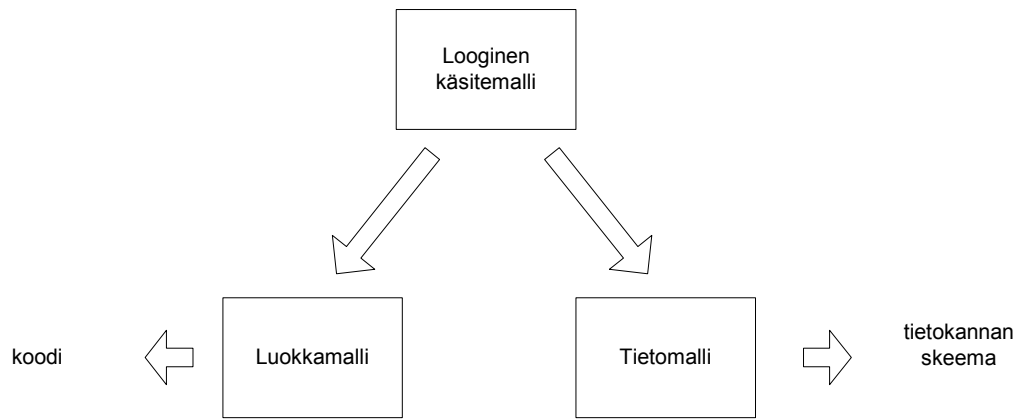 Looginen
käsitemalli
koodi
Luokkamalli
Tietomalli
tietokannan
skeema